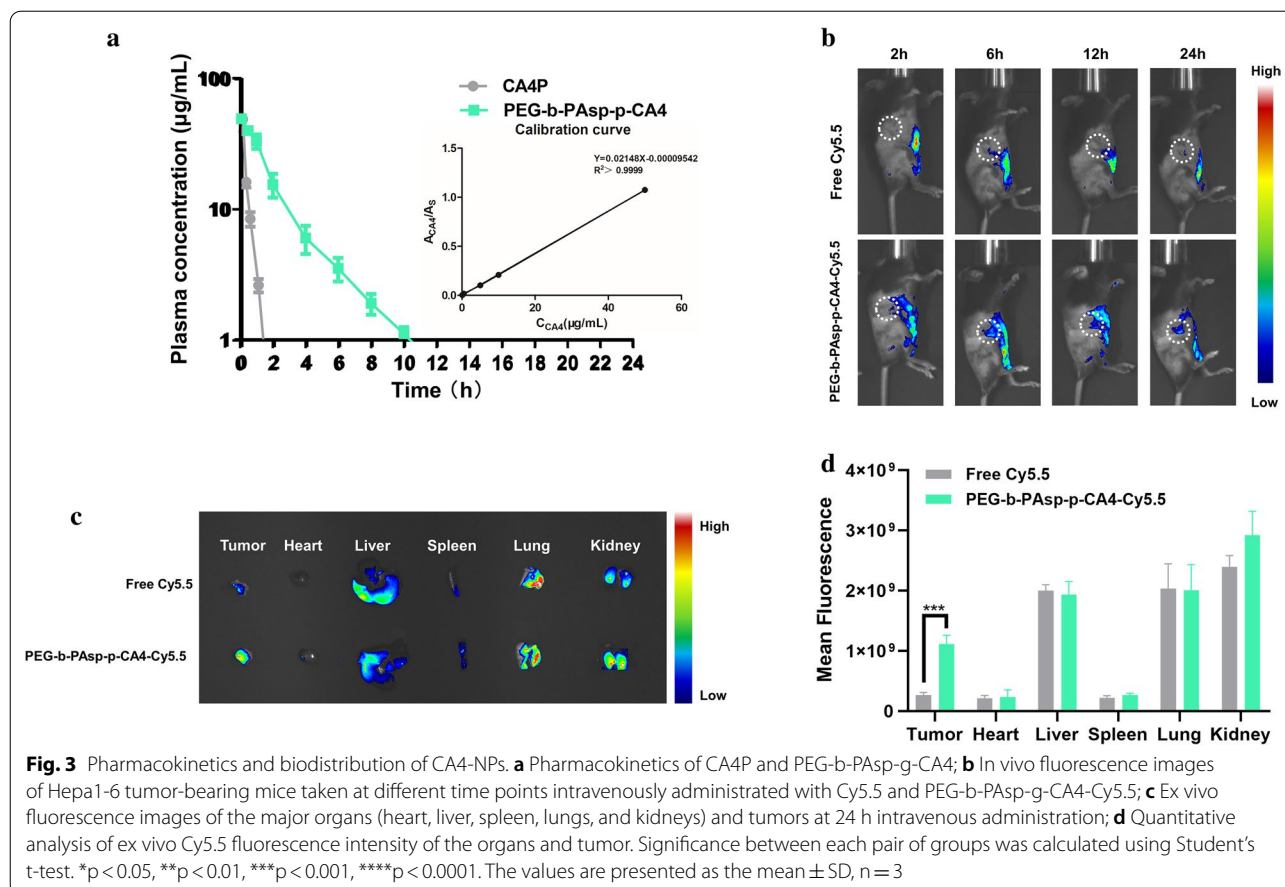 a
100
10
1
Plasma concentration (µg/mL)
0 2 4 6 8 10 12 14 16 18 20 22 24
Time (h)
CA4P
PEG-b-PAsp-p-CA4
Calibration curve
Y=0.02148X-0.00009542
R²> 0.9999
1.5
1.0
0.5
0.0
A_CA4/A_S
0 20 40 60
C_CA4(µg/mL)
b
2h 6h 12h 24h
Free Cy5.5
PEG-b-PAsp-p-CA4-Cy5.5
High
Low
c
Tumor Heart Liver Spleen Lung Kidney
Free Cy5.5
PEG-b-PAsp-p-CA4-Cy5.5
High
Low
d
4×10⁹
3×10⁹
2×10⁹
1×10⁹
0
Mean Fluorescence
Free Cy5.5
PEG-b-PAsp-p-CA4-Cy5.5
***
Tumor Heart Liver Spleen Lung Kidney
Fig. 3 Pharmacokinetics and biodistribution of CA4-NPs. a Pharmacokinetics of CA4P and PEG-b-PAsp-g-CA4; b In vivo fluorescence images
of Hepa1-6 tumor-bearing mice taken at different time points intravenously administrated with Cy5.5 and PEG-b-PAsp-g-CA4-Cy5.5; c Ex vivo
fluorescence images of the major organs (heart, liver, spleen, lungs, and kidneys) and tumors at 24 h intravenous administration; d Quantitative
analysis of ex vivo Cy5.5 fluorescence intensity of the organs and tumor. Significance between each pair of groups was calculated using Student's
t-test. *p < 0.05, **p < 0.01, ***p < 0.001, ****p < 0.0001. The values are presented as the mean ± SD, n = 3